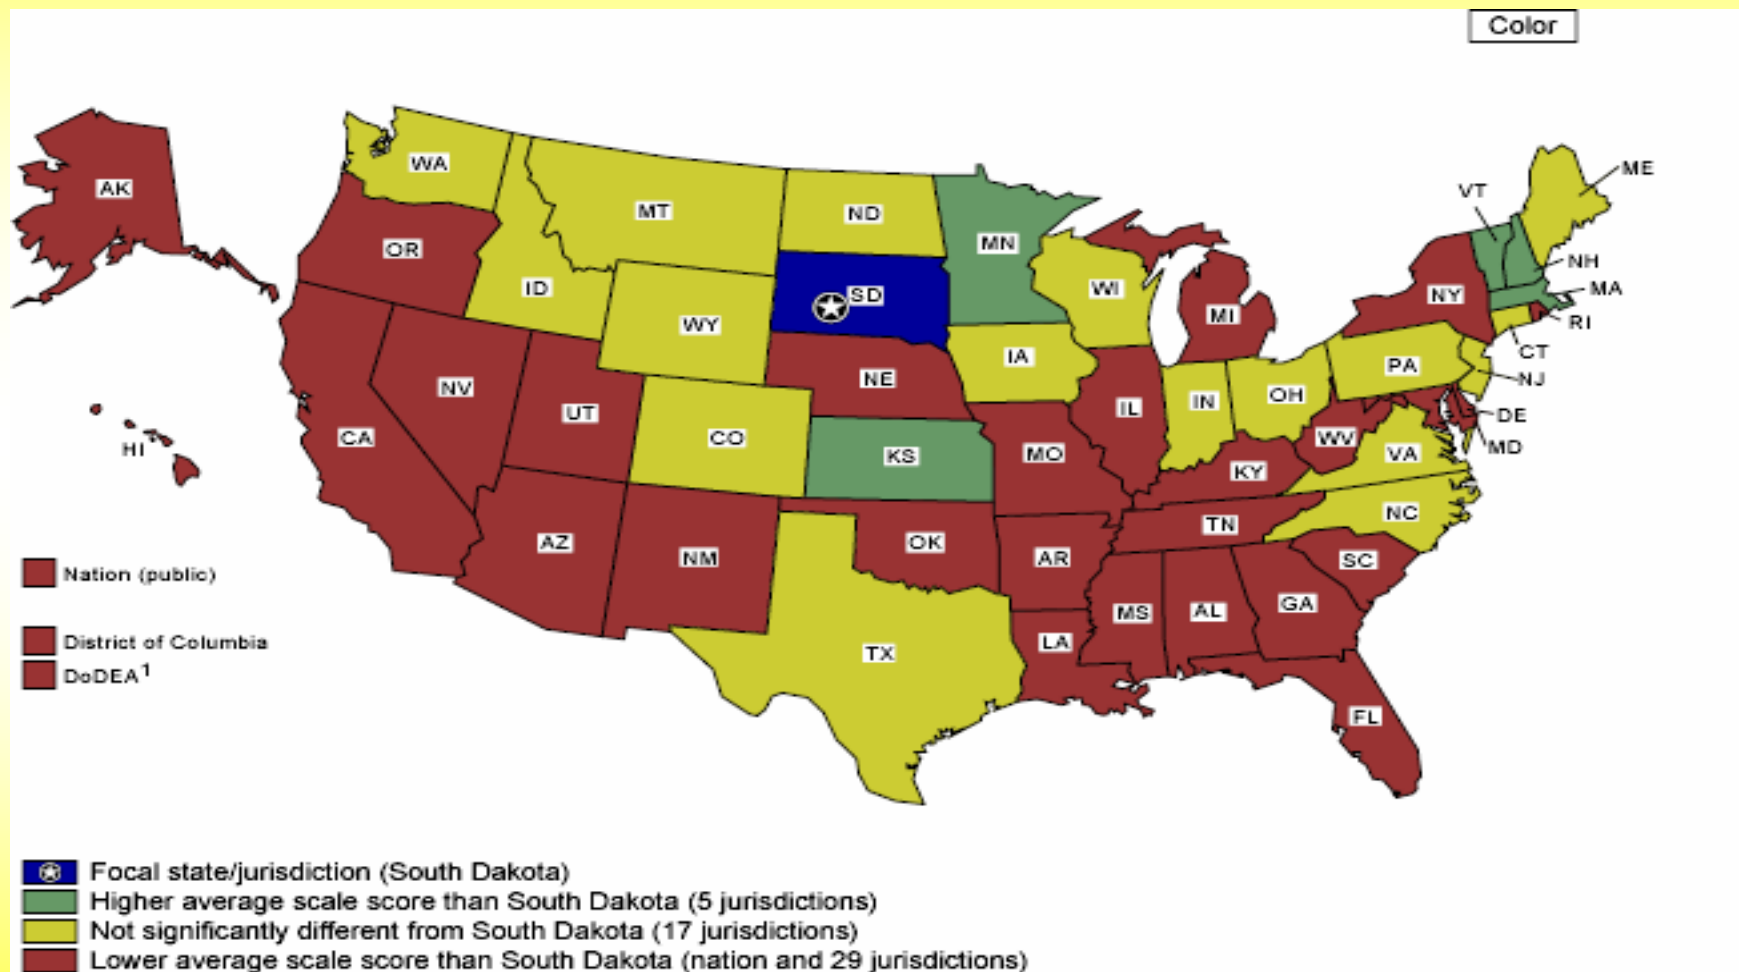 Color
AK
WA
MT
ND
MN
VT
ME
OR
ID
WY
SD
WI
MI
NY
NH
MA
RI
CT
NJ
PA
IA
NE
NV
UT
CO
CA
HI
KS
MO
IL
IN
OH
WV
DE
MD
VA
KY
NC
TN
AZ
NM
OK
AR
SC
MS
AL
GA
LA
TX
FL
Nation (public)
District of Columbia
DoDEA¹
Focal state/jurisdiction (South Dakota)
Higher average scale score than South Dakota (5 jurisdictions)
Not significantly different from South Dakota (17 jurisdictions)
Lower average scale score than South Dakota (nation and 29 jurisdictions)